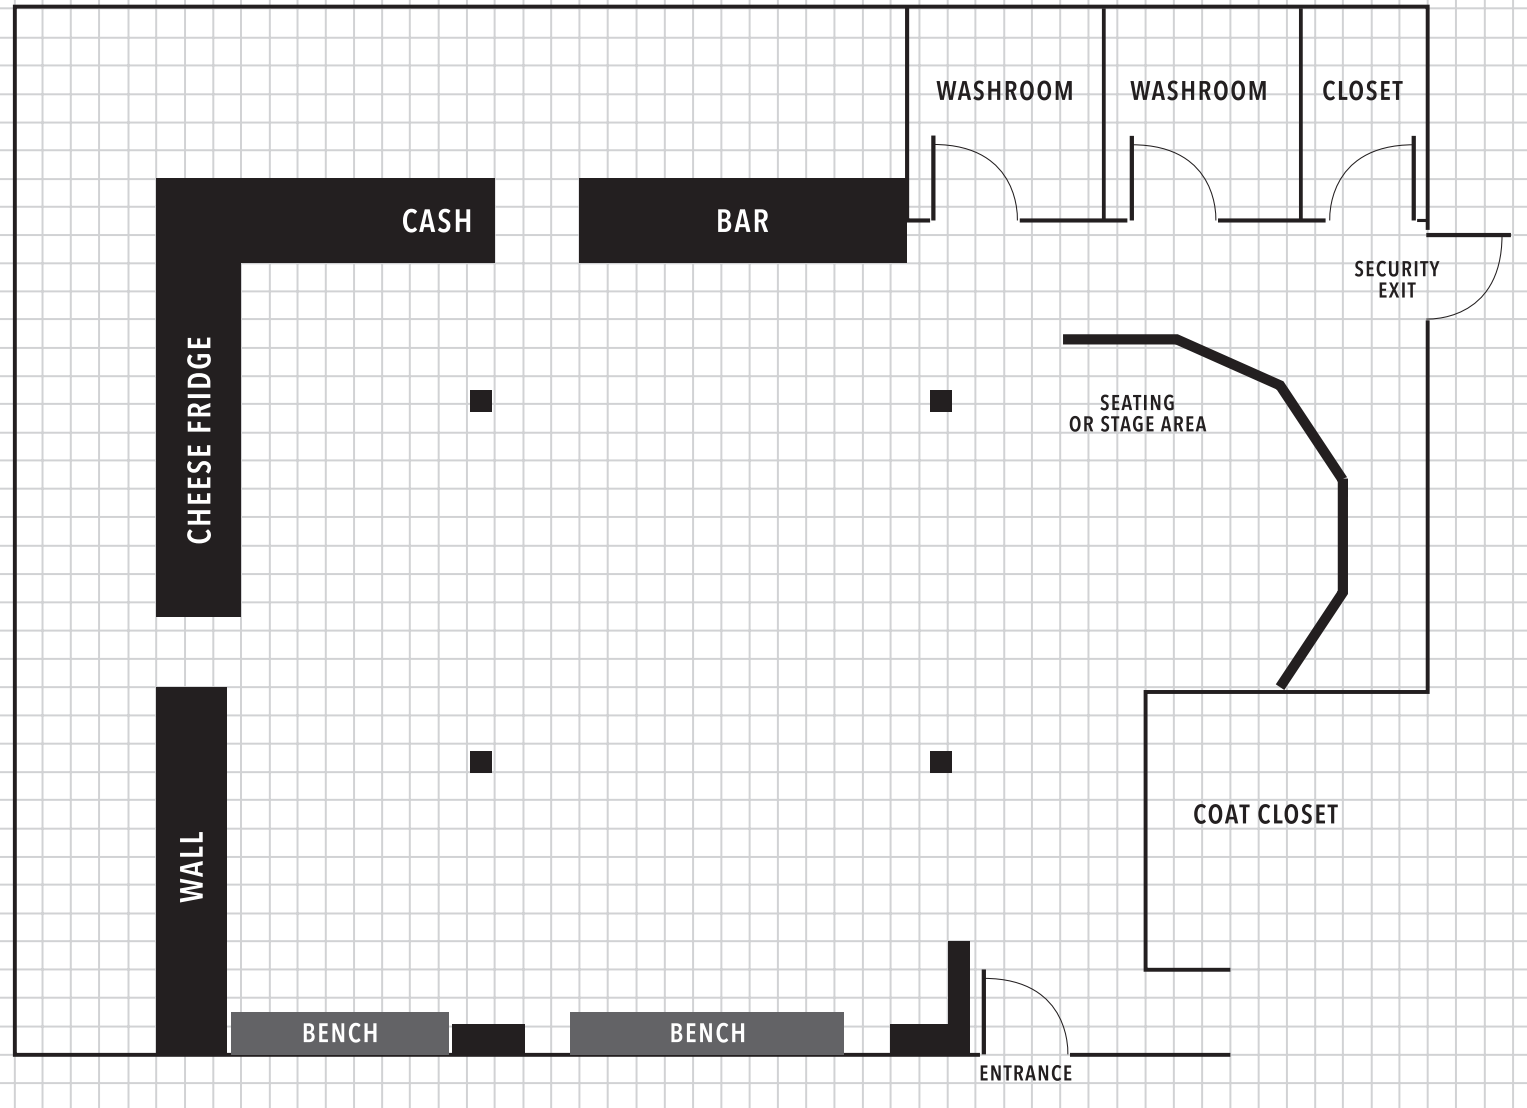 WASHROOM
WASHROOM
CLOSET
CASH
BAR
SECURITY
EXIT
CHEESE FRIDGE
SEATING
OR STAGE AREA
COAT CLOSET
WALL
BENCH
BENCH
ENTRANCE